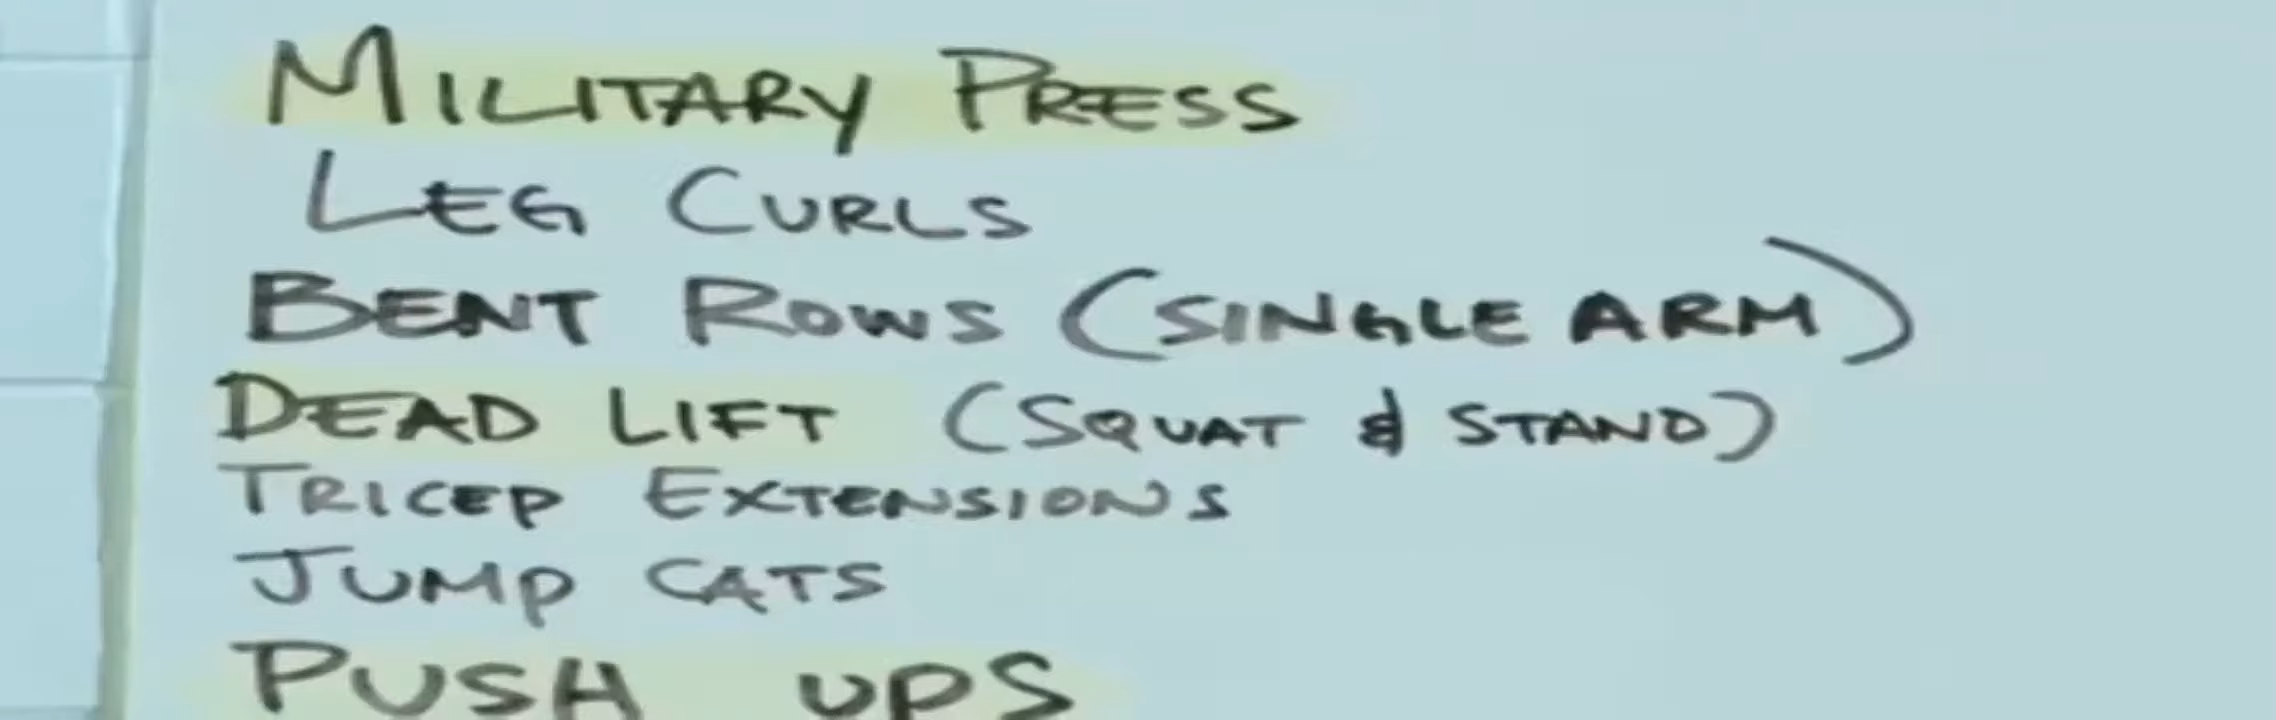 MILITARY PRESS
LEG CURLS
BENT ROWS (SINGLE ARM)
DEAD LIFT (SQUAT & STAND)
TRICEP EXTENSIONS
JUMP CATS
PUSH UPS